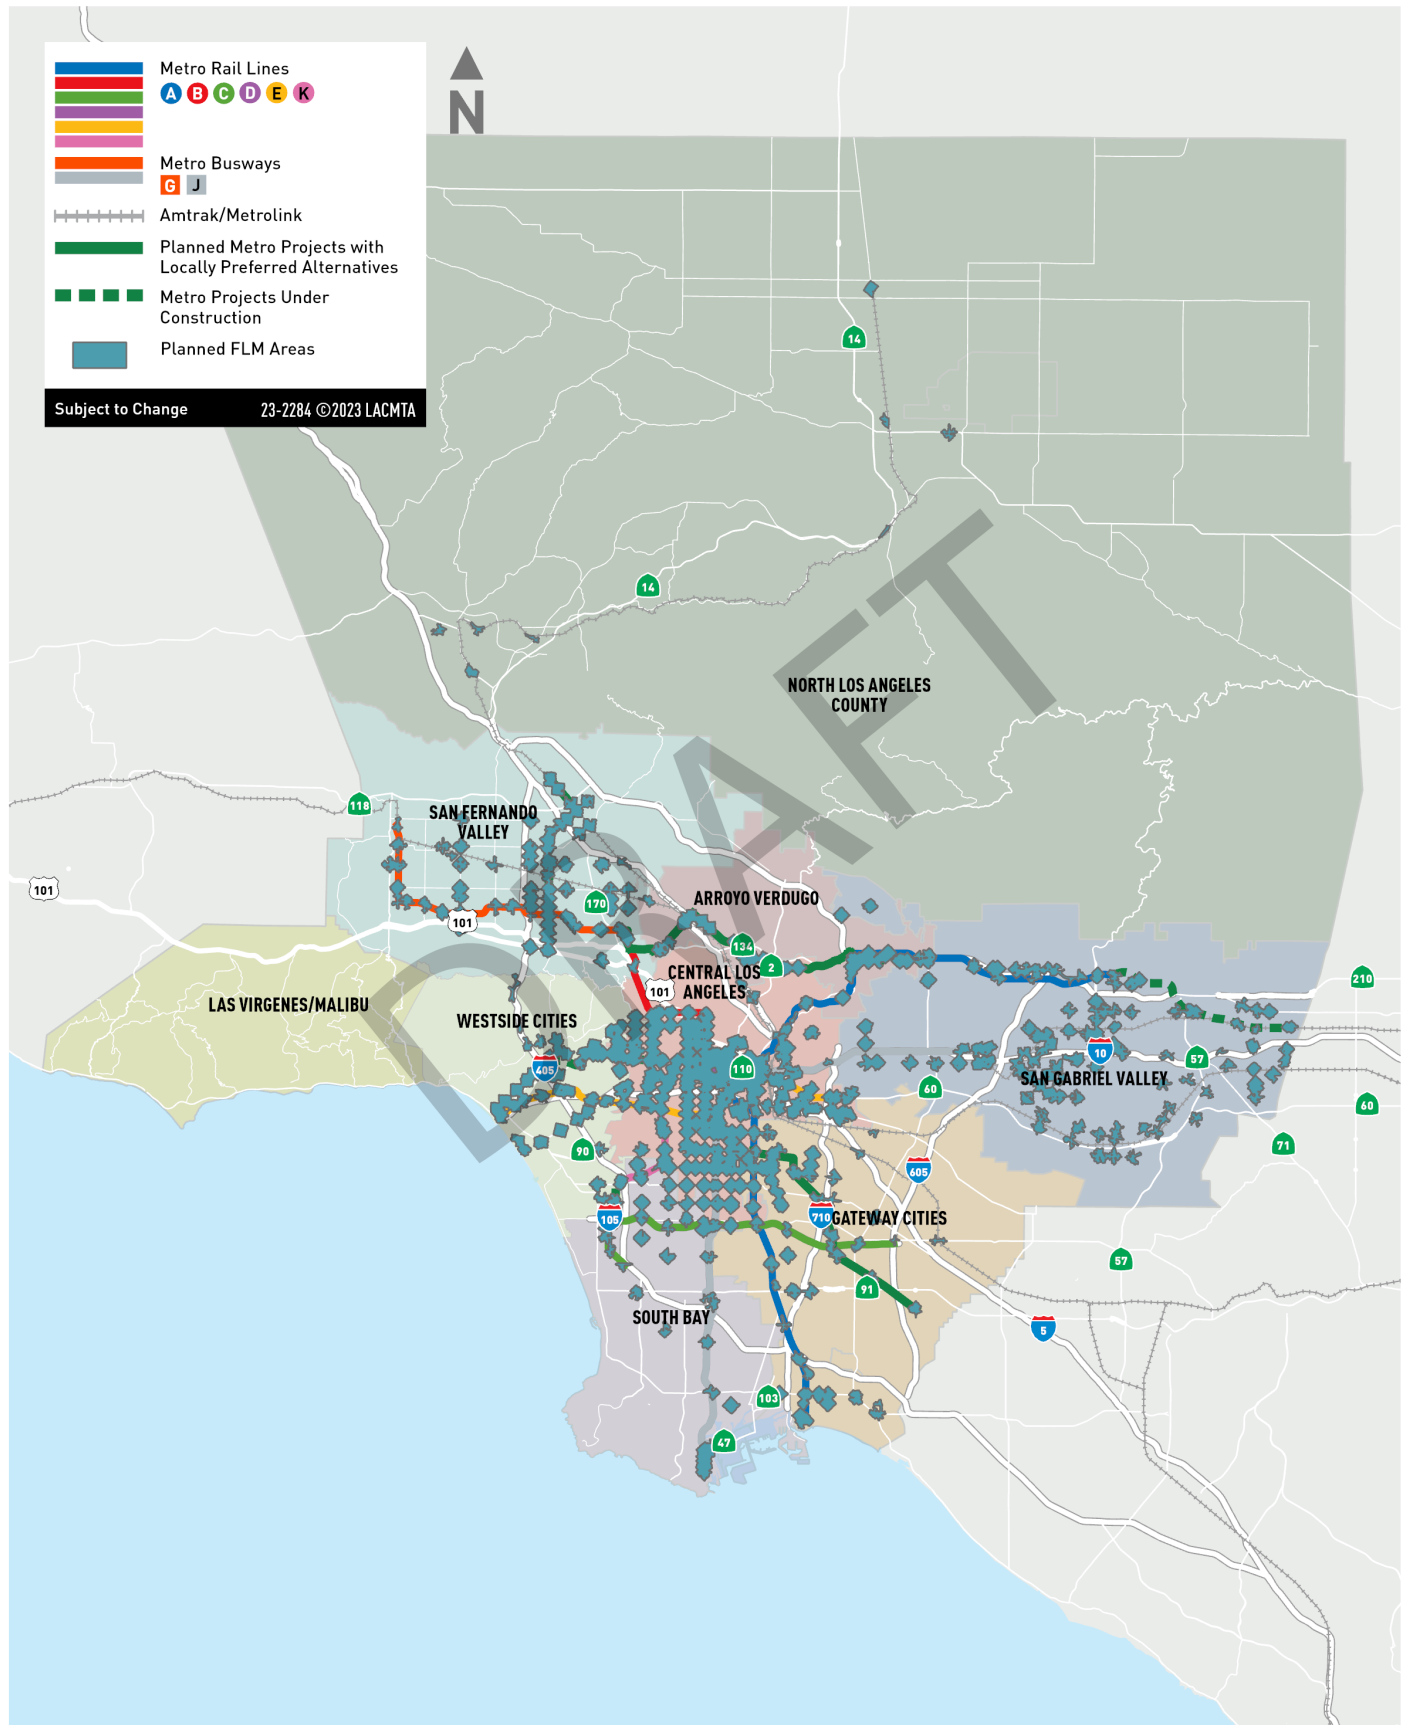 Metro Rail Lines
A B C D E K
Metro Busways
G J
Amtrak/Metrolink
Planned Metro Projects with
Locally Preferred Alternatives
Metro Projects Under
Construction
Planned FLM Areas
Subject to Change 23-2284 ©2023 LACMTA
N
14
14
NORTH LOS ANGELES
COUNTY
DRAFT
118
SAN FERNANDO
VALLEY
101
170
ARROYO VERDUGO
101
134
2
CENTRAL LOS
ANGELES
101
210
LAS VIRGENES/MALIBU
WESTSIDE CITIES
405
110
10
57
SAN GABRIEL VALLEY
60
60
90
71
605
105
710
GATEWAY CITIES
57
91
SOUTH BAY
5
103
47